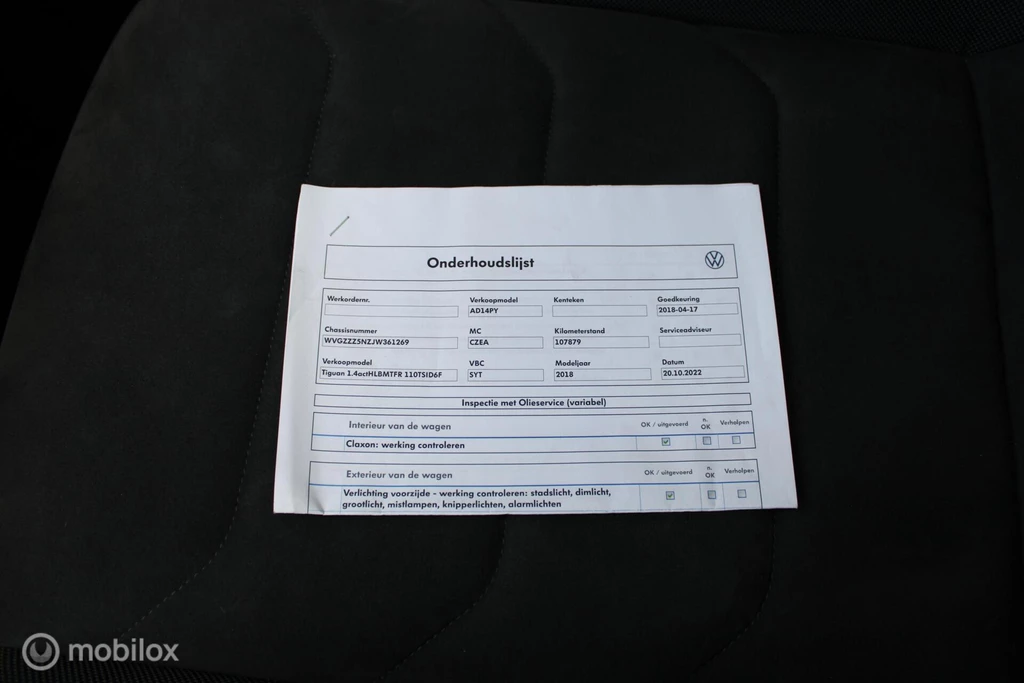 Onderhoudslijst
Werkordernr. Verkoopmodel Kenteken Goedkeuring
AD14PY 2018-04-17
Chassisnummer MC Kilometerstand Serviceadviseur
WVGZZZ5NZJW361269 CZEA 107879
Verkoopmodel VBC Modeljaar Datum
Tiguan 1.4actHLBMTFR 110TSID6F SYT 2018 20.10.2022
Inspectie met Olieservice (variabel)
Interieur van de wagen OK / uitgevoerd n. OK Verholpen
Claxon: werking controleren
Exterieur van de wagen OK / uitgevoerd n. OK Verholpen
Verlichting voorzijde - werking controleren: stadslicht, dimlicht,
grootlicht, mistlampen, knipperlichten, alarmlichten
mobilox